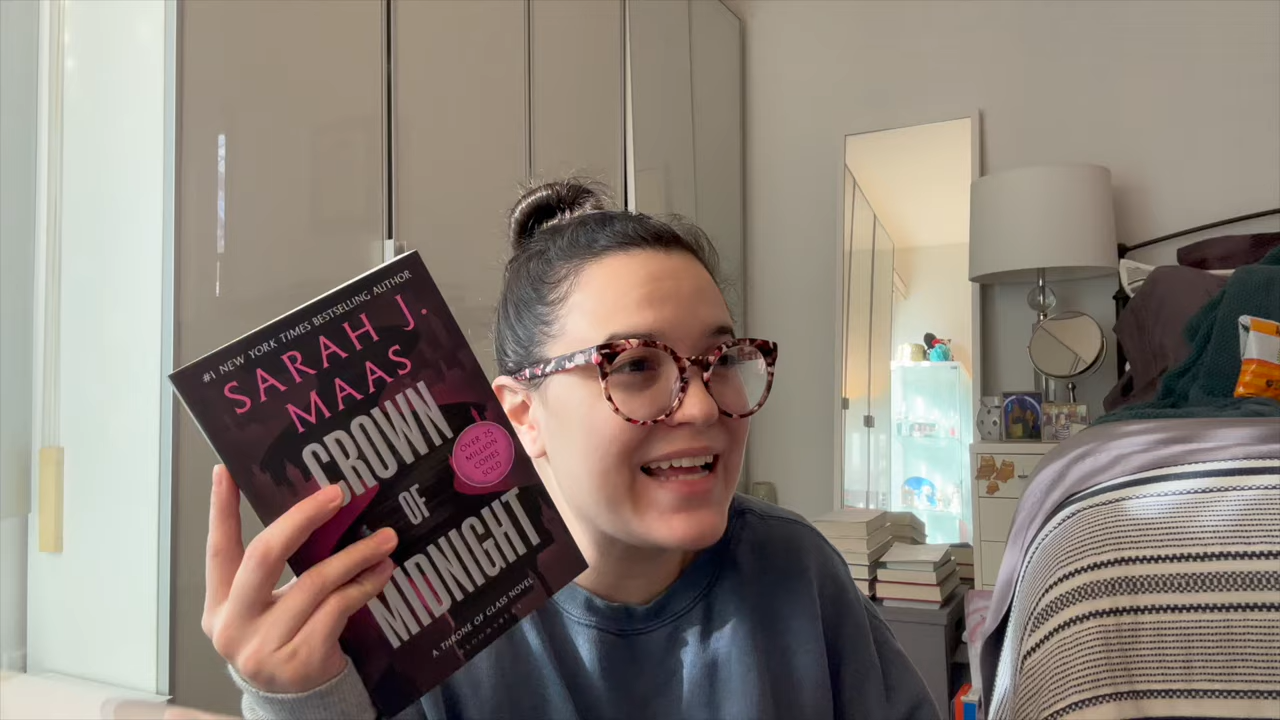 #1 NEW YORK TIMES BESTSELLING AUTHOR
SARAH J.
MAAS
CROWN
OF
MIDNIGHT
OVER 25
MILLION
COPIES
SOLD
A THRONE OF GLASS NOVEL
BLOOMSBURY